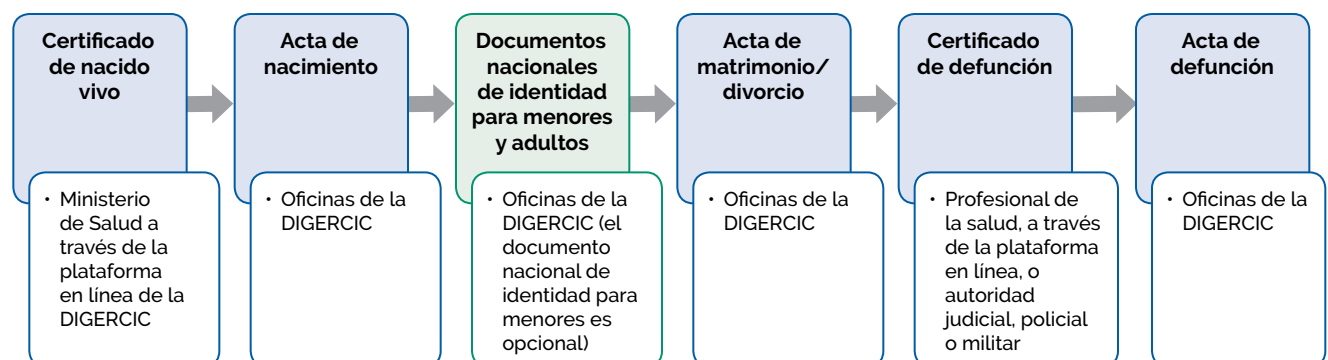 Certificado
de nacido
vivo
Acta de
nacimiento
Documentos
nacionales
de identidad
para menores
y adultos
Acta de
matrimonio/
divorcio
Certificado
de defunción
Acta de
defunción
• Ministerio
de Salud a
través de la
plataforma
en línea de la
DIGERCIC
• Oficinas de la
DIGERCIC
• Oficinas de la
DIGERCIC (el
documento
nacional de
identidad para
menores es
opcional)
• Oficinas de la
DIGERCIC
• Profesional de
la salud, a través
de la plataforma
en línea, o
autoridad
judicial, policial
o militar
• Oficinas de la
DIGERCIC